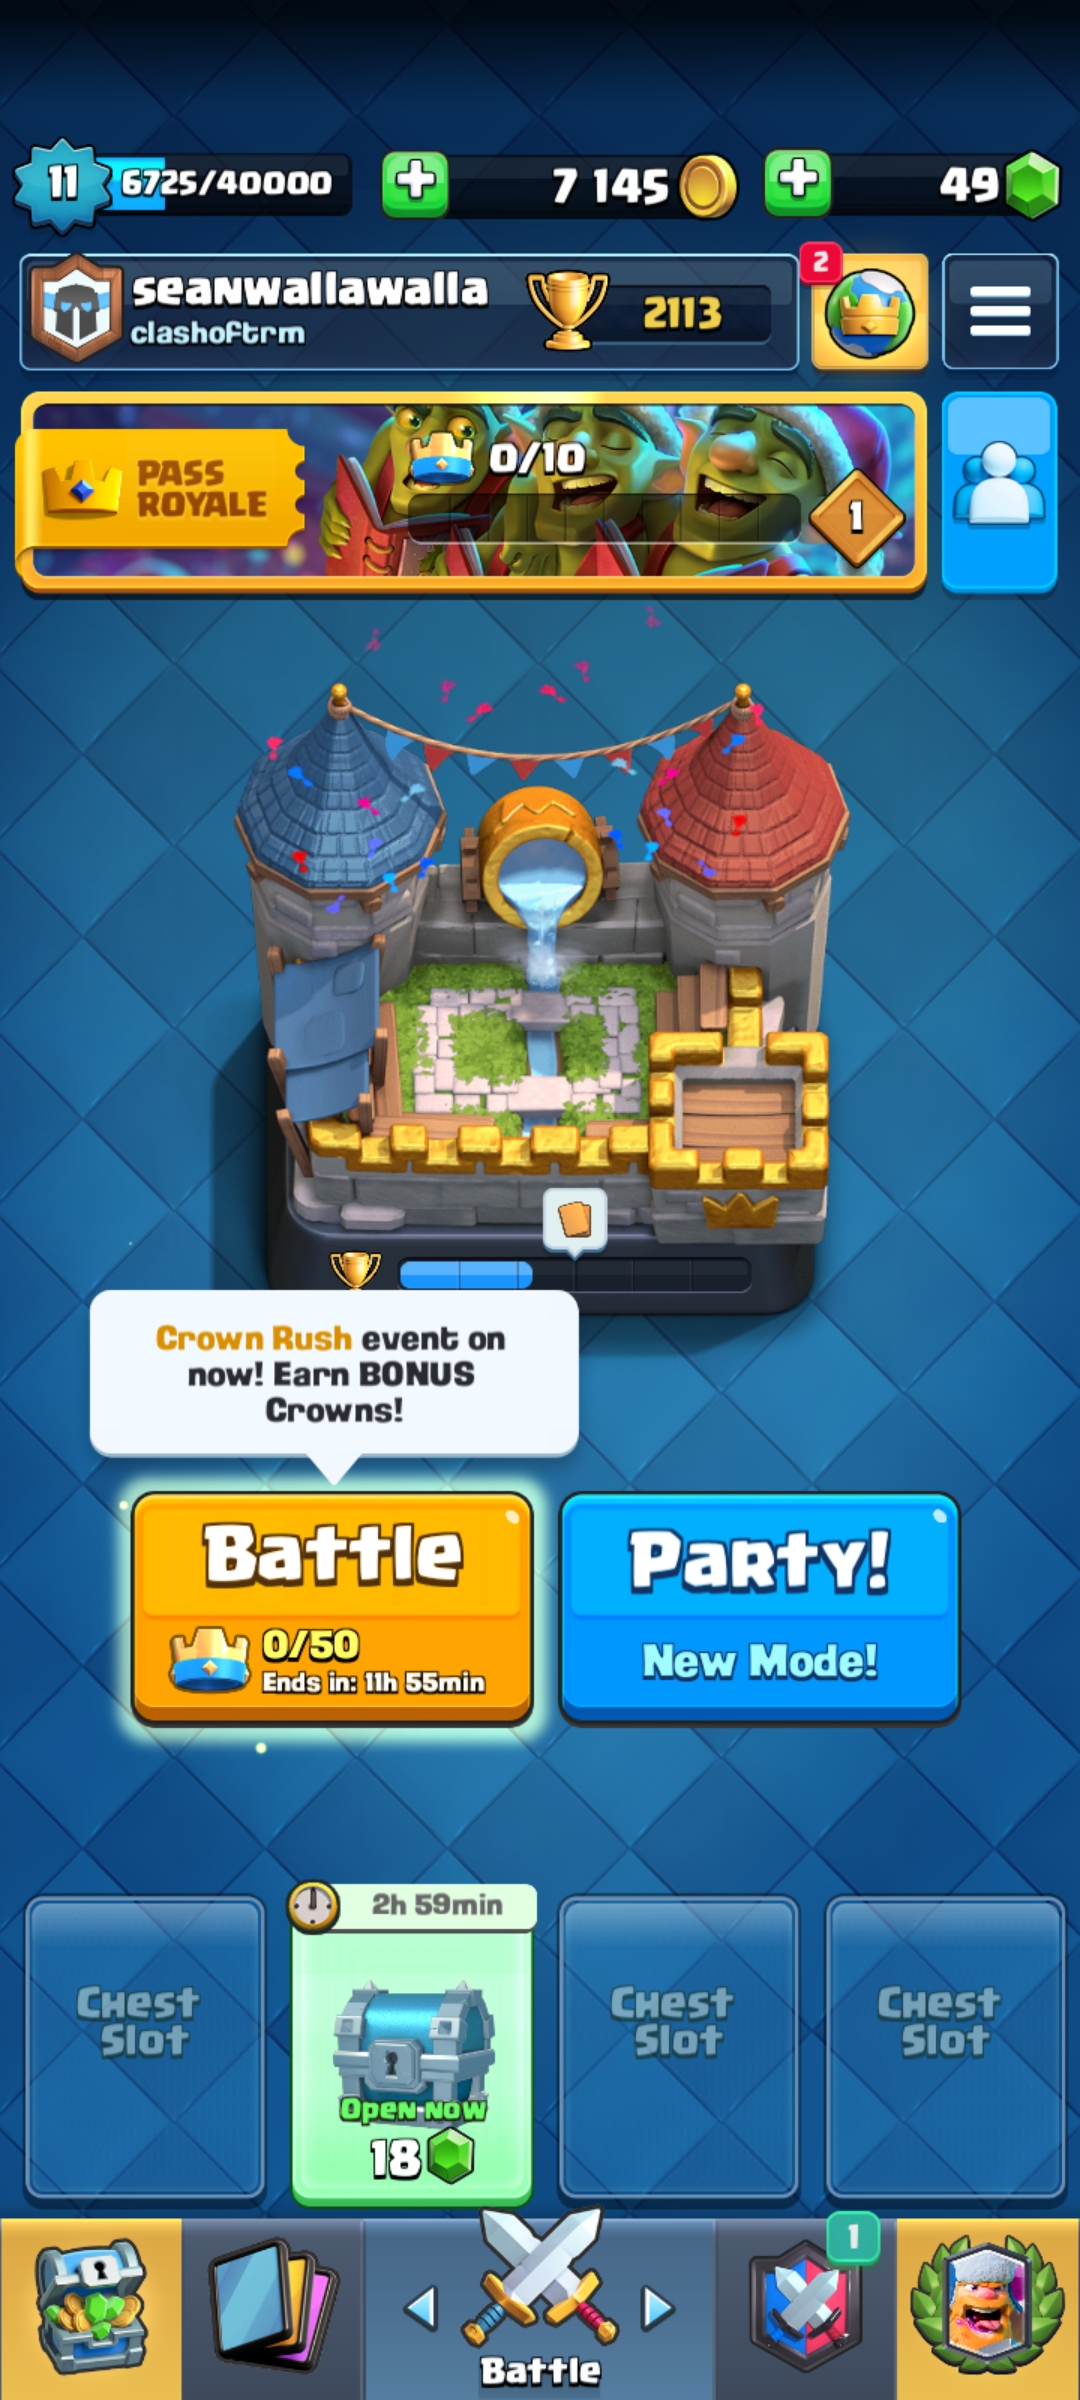 11
6725/40000
7 145
49
seanwallawalla
clashoftrm
2113
2
PASS
ROYALE
0/10
1
Crown Rush event on
now! Earn BONUS
Crowns!
Battle
0/50
Ends in: 11h 55min
Party!
New Mode!
Chest
Slot
2h 59min
Open now
18
Chest
Slot
Chest
Slot
1
Battle